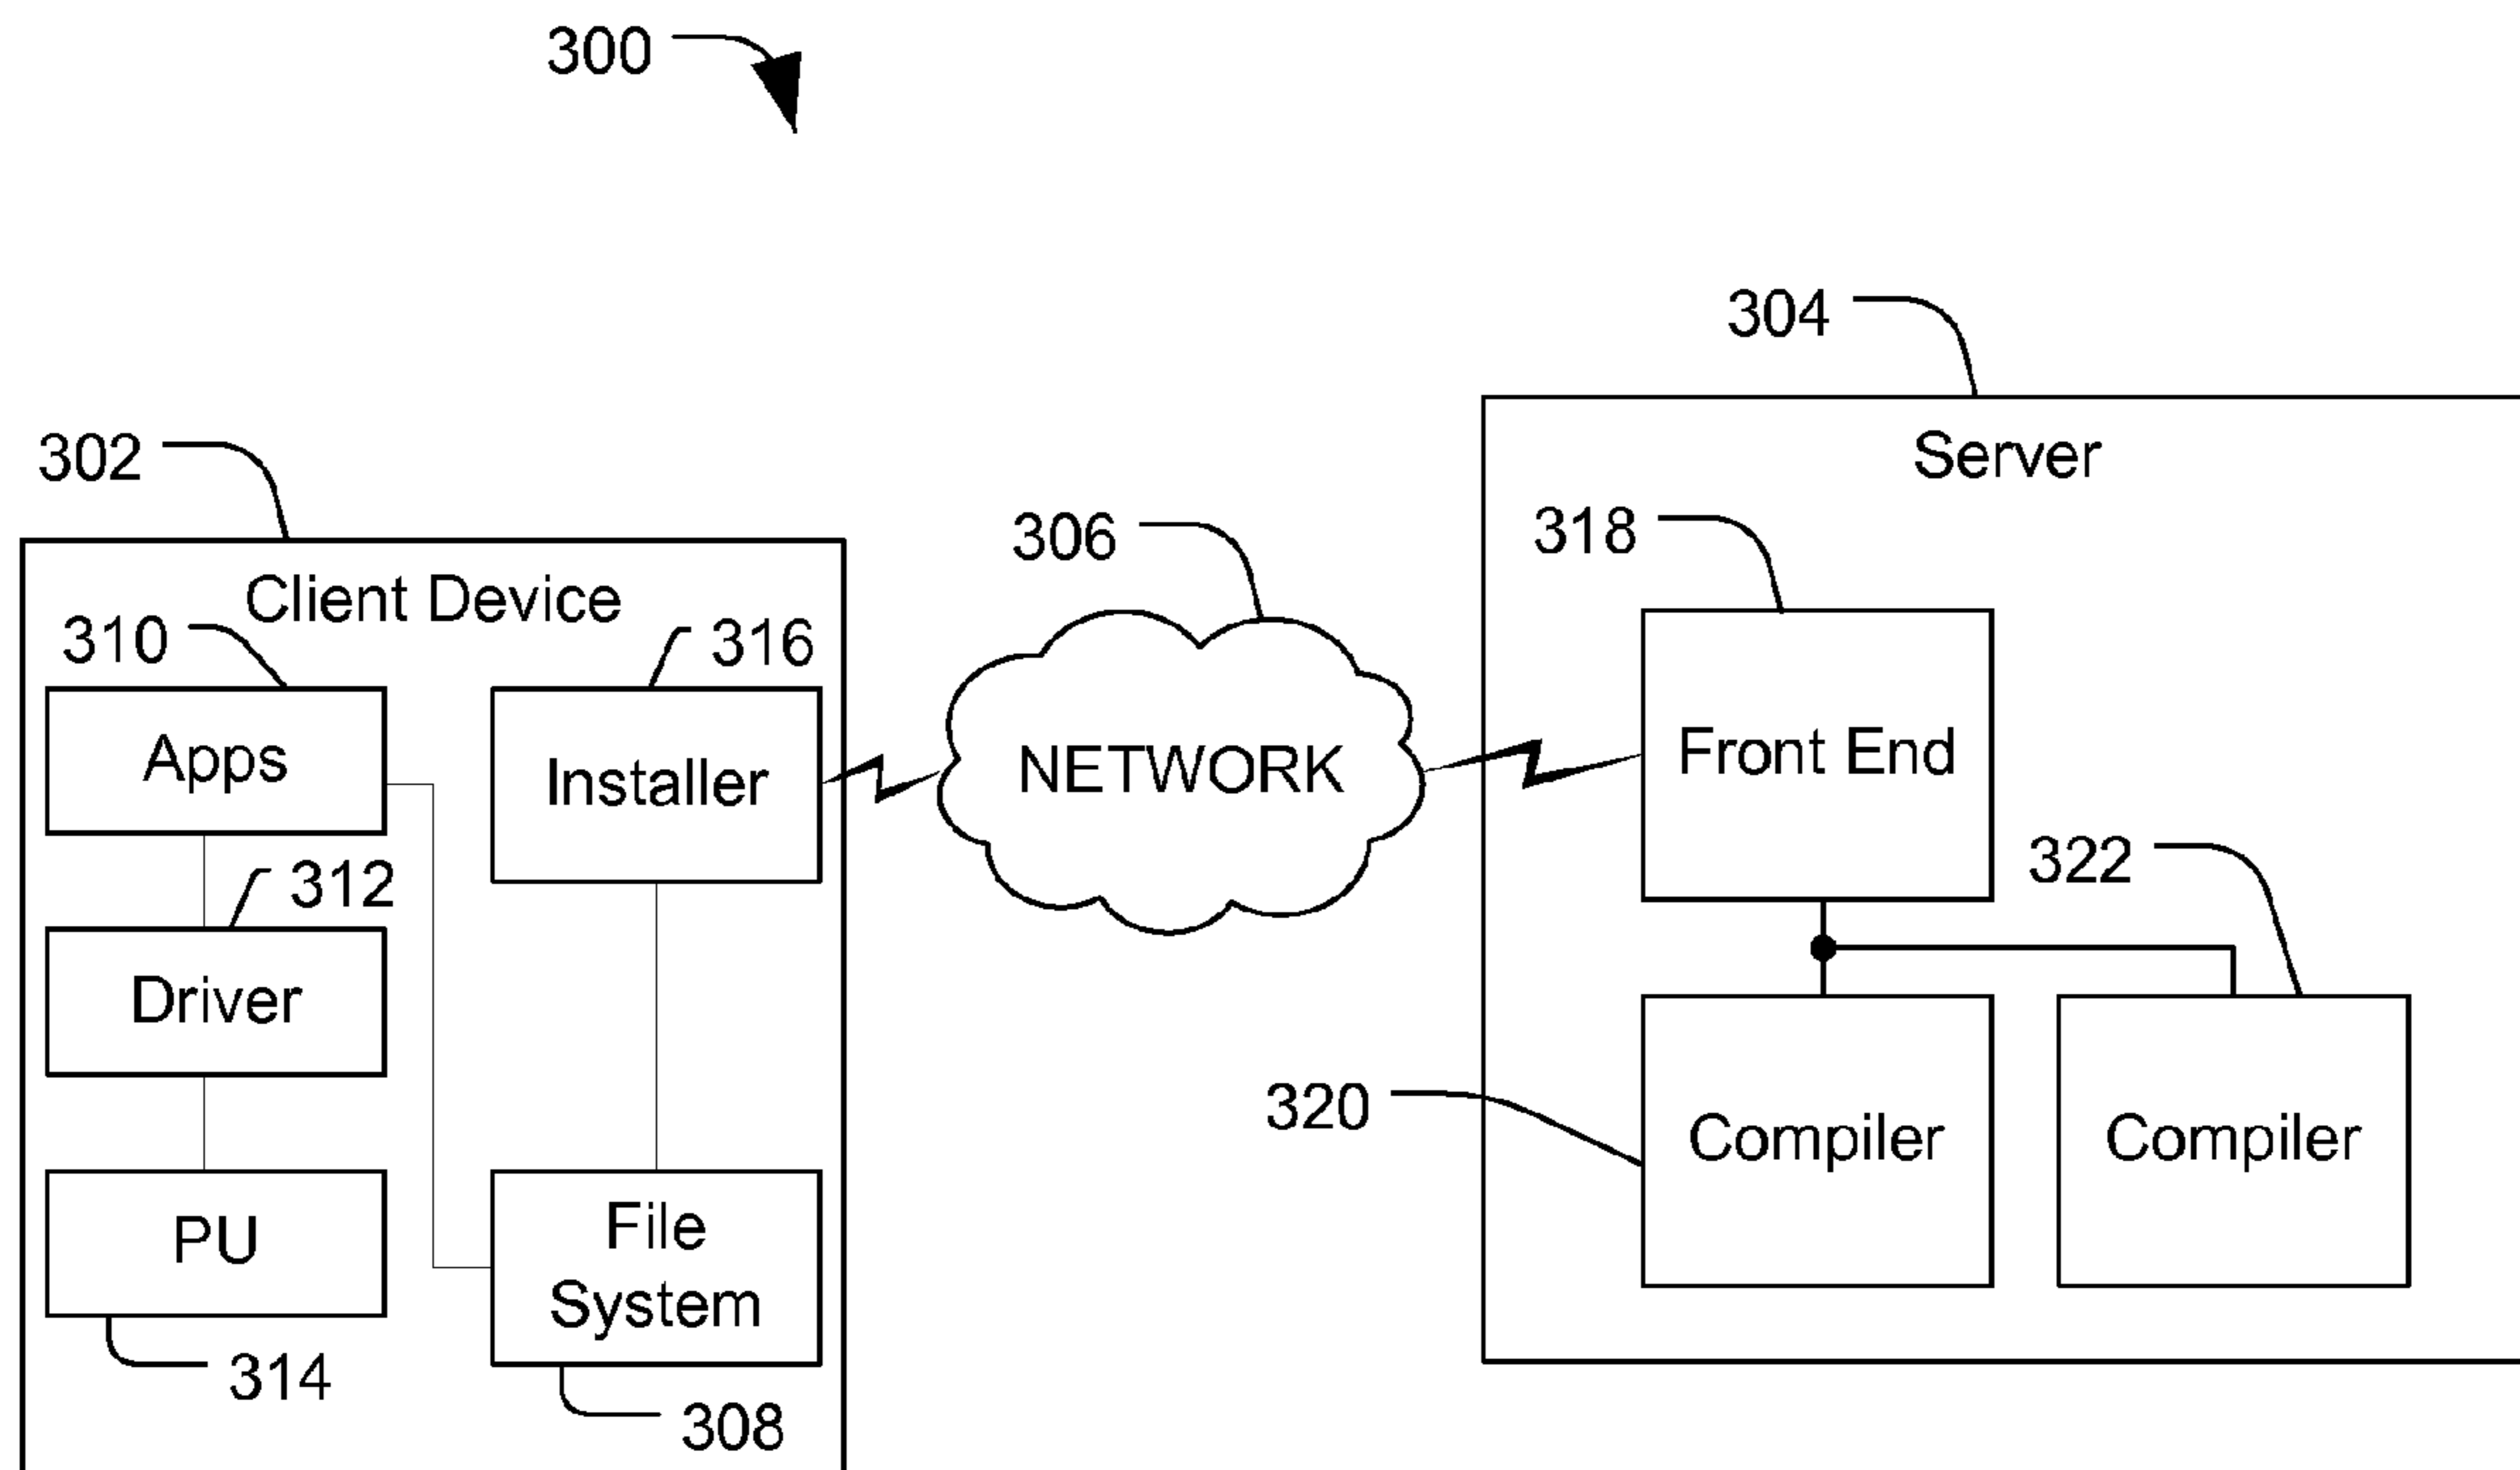 300
304
Server
302
318
306
Client Device
310
316
Apps
Installer
NETWORK
Front End
312
322
Driver
320
Compiler
Compiler
PU
File
System
314
308